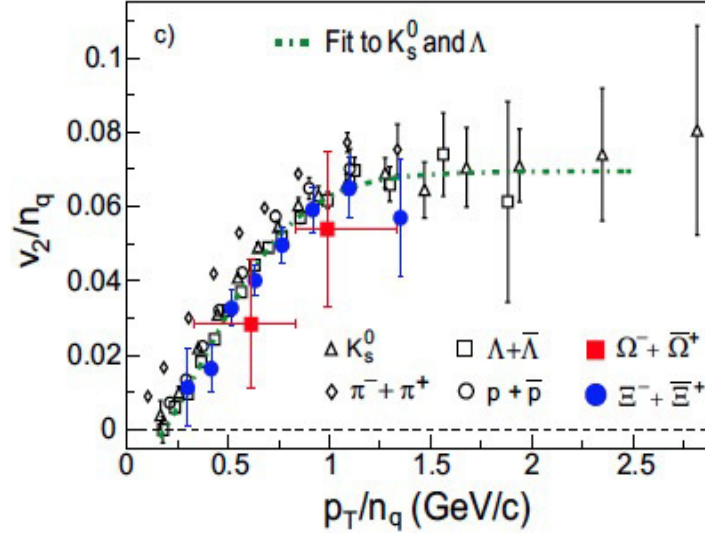 c)
Fit to K⁰ₛ and Λ
v₂/n_q
0.1
0.08
0.06
0.04
0.02
0
K⁰ₛ
Λ+Λ̅
Ω⁻+ Ω̅⁺
π⁻+ π⁺
p + p̅
Ξ⁻+ Ξ̅⁺
0
0.5
1
1.5
2
2.5
p_T/n_q (GeV/c)